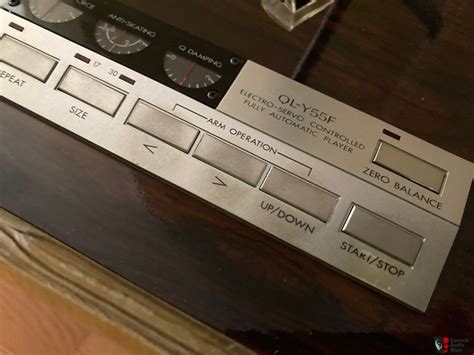 ANTI-SKATING
Q DAMPING
QL-Y55F
ELECTRO-SERVO CONTROLLED
FULLY AUTOMATIC PLAYER
17 30
ARM OPERATION
ZERO BALANCE
SIZE
UP/DOWN
START/STOP